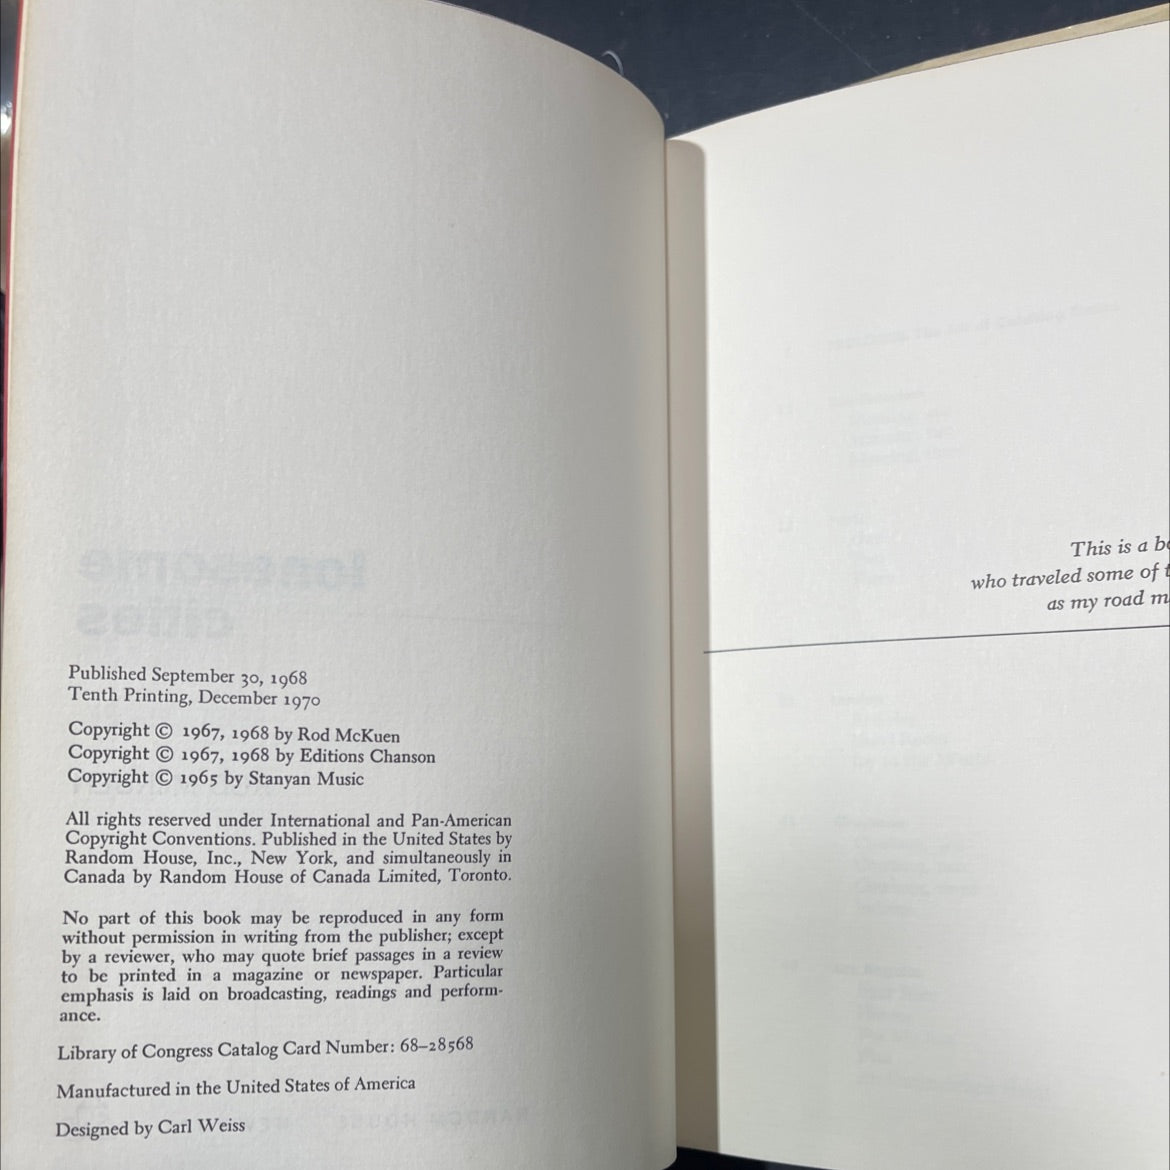 Published September 30, 1968
Tenth Printing, December 1970
Copyright © 1967, 1968 by Rod McKuen
Copyright © 1967, 1968 by Editions Chanson
Copyright © 1965 by Stanyan Music
All rights reserved under International and Pan-American
Copyright Conventions. Published in the United States by
Random House, Inc., New York, and simultaneously in
Canada by Random House of Canada Limited, Toronto.
No part of this book may be reproduced in any form
without permission in writing from the publisher; except
by a reviewer, who may quote brief passages in a review
to be printed in a magazine or newspaper. Particular
emphasis is laid on broadcasting, readings and perform-
ance.
Library of Congress Catalog Card Number: 68–28568
Manufactured in the United States of America
Designed by Carl Weiss
This is a
who traveled some of
as my road